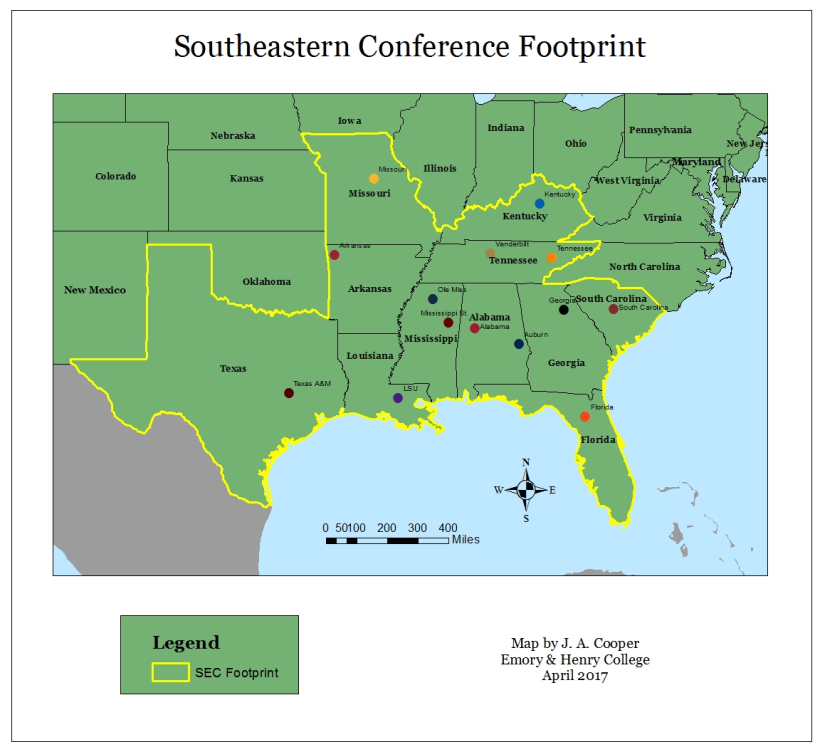 Southeastern Conference Footprint
Iowa
Nebraska
Indiana
Ohio
Pennsylvania
New Jers
Maryland
Delaware
Colorado
Kansas
Illinois
Missouri
Missouri
West Virginia
Virginia
Kentucky
Kentucky
Arkansas
Vanderbilt
Tennessee
Tennessee
North Carolina
New Mexico
Oklahoma
Arkansas
Ole Miss
Mississippi St.
Mississippi
Alabama
Alabama
Georgia
South Carolina
South Carolina
Auburn
Texas
Louisiana
Georgia
Texas A&M
LSU
Florida
Florida
N
W E
S
0 50100 200 300 400
Miles
Legend
SEC Footprint
Map by J. A. Cooper
Emory & Henry College
April 2017